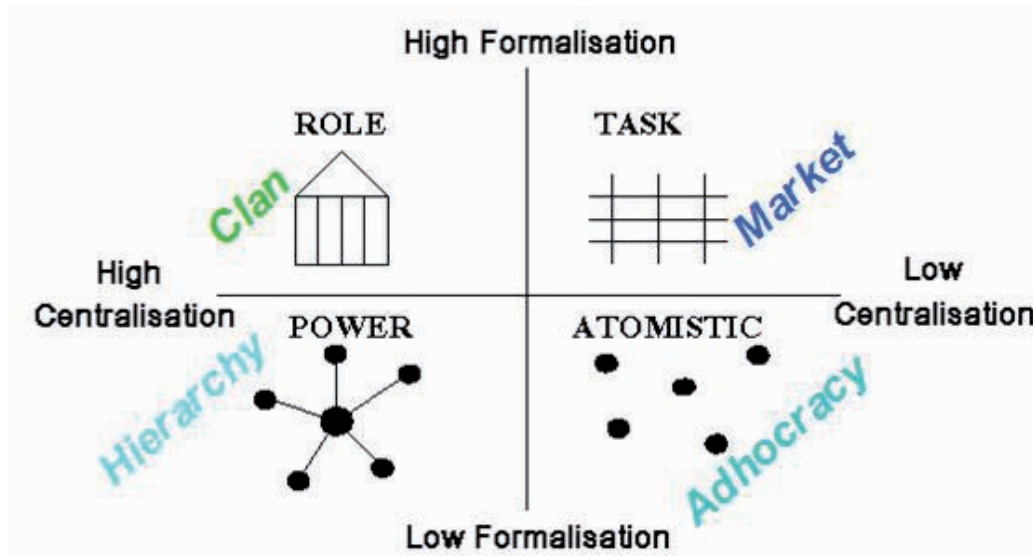 High Formalisation
ROLE
TASK
Clan
Market
High
Centralisation
Low
Centralisation
POWER
ATOMISTIC
Hierarchy
Adhocracy
Low Formalisation